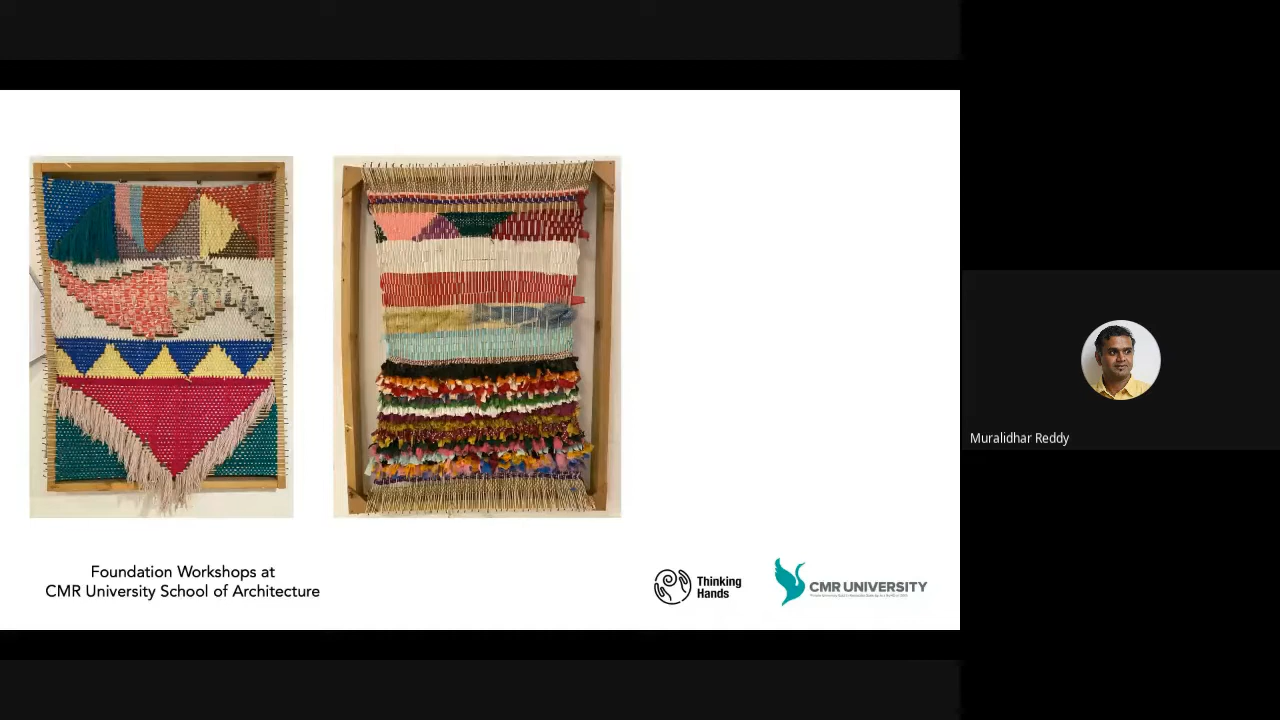 Foundation Workshops at
CMR University School of Architecture
Thinking
Hands
CMR UNIVERSITY
Muralidhar Reddy